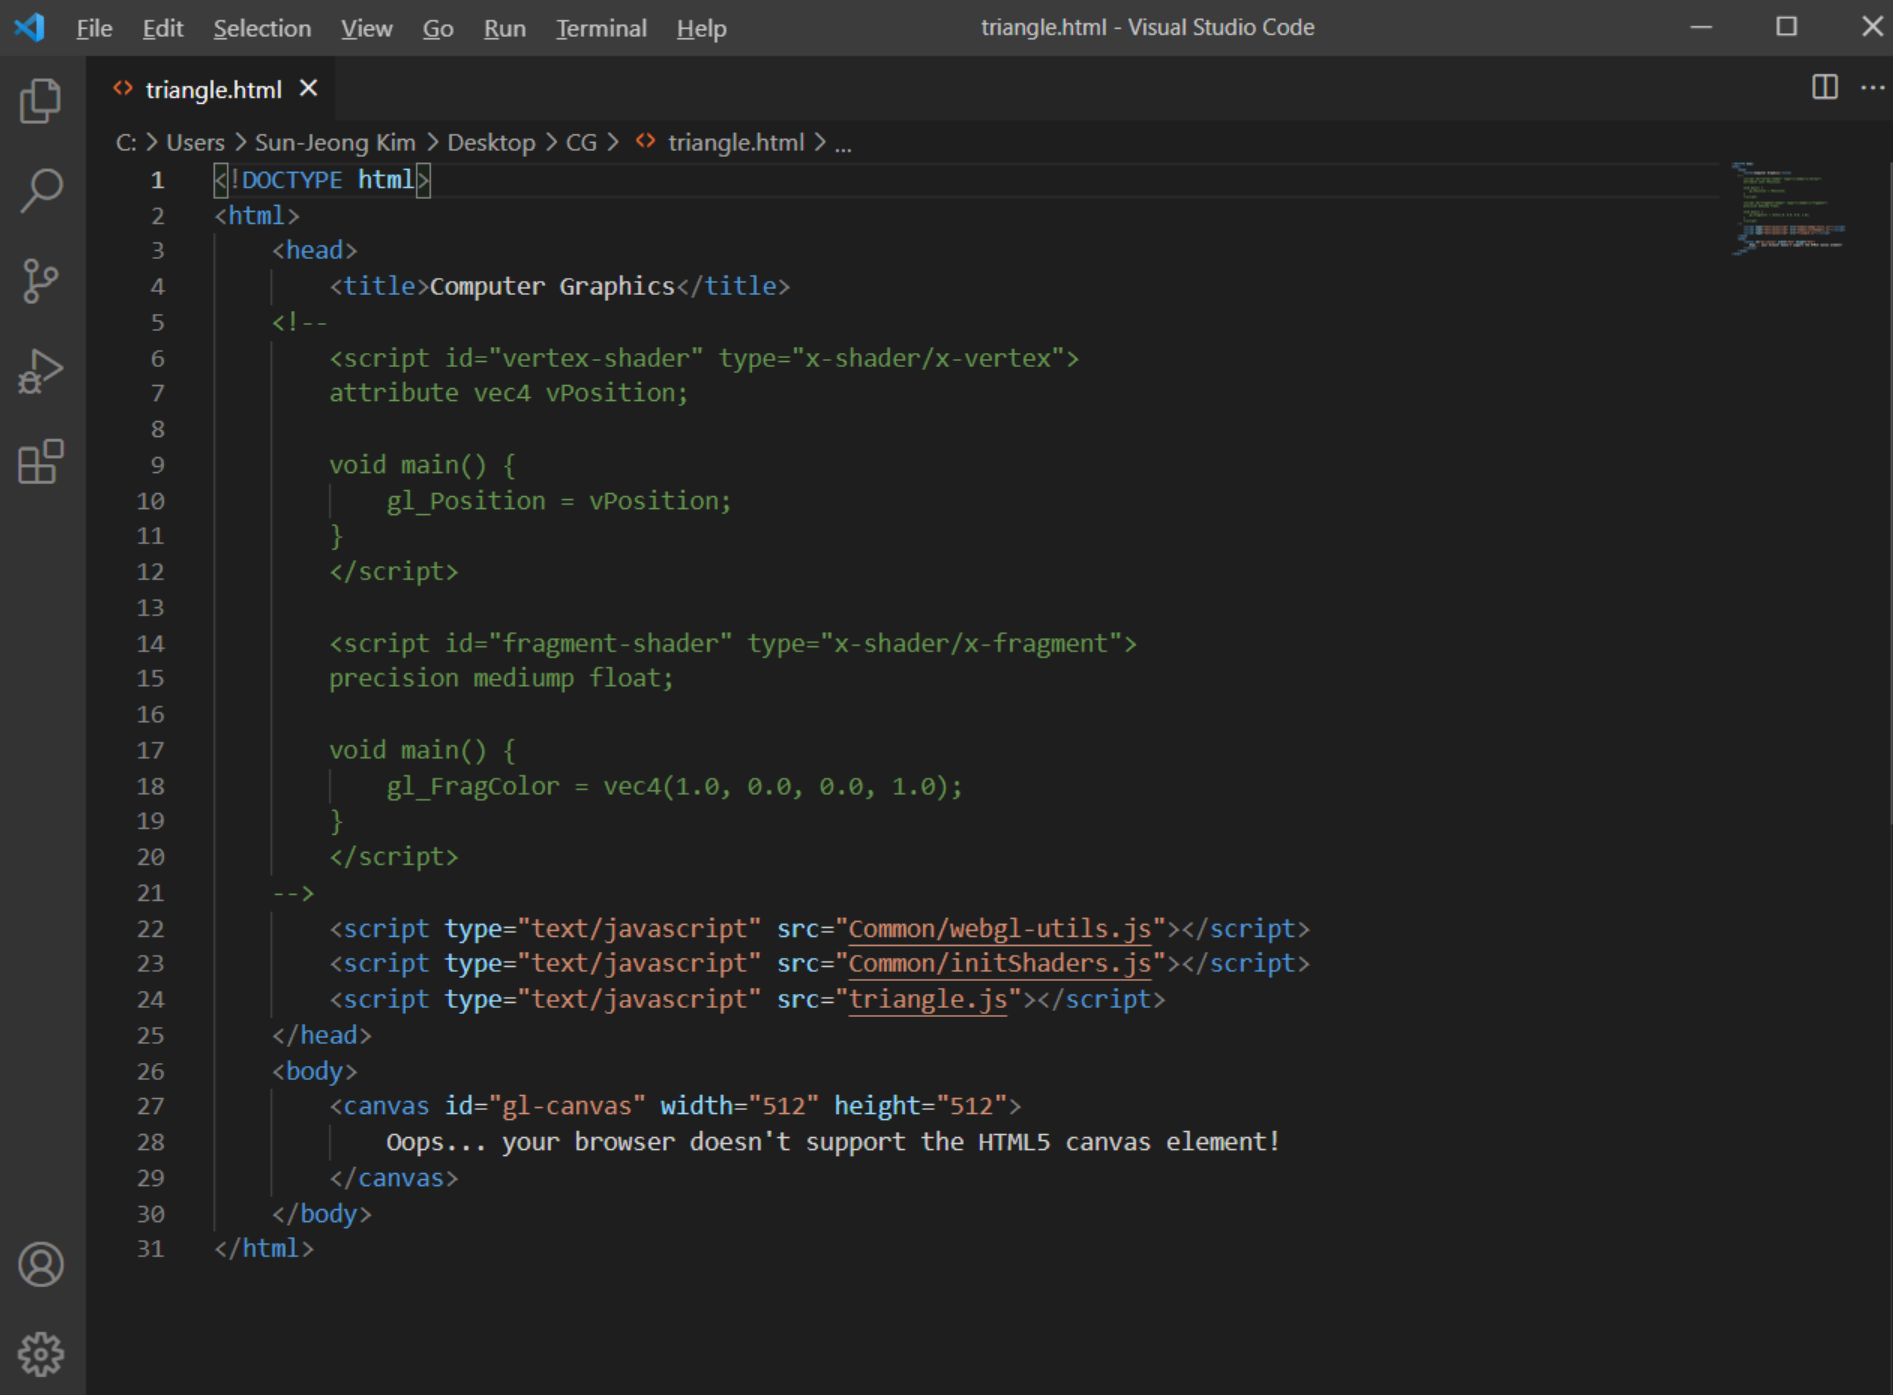 File Edit Selection View Go Run Terminal Help triangle.html - Visual Studio Code
triangle.html
C: > Users > Sun-Jeong Kim > Desktop > CG > triangle.html > ...
1 <!DOCTYPE html>
2 <html>
3 <head>
4 <title>Computer Graphics</title>
5 <!--
6 <script id="vertex-shader" type="x-shader/x-vertex">
7 attribute vec4 vPosition;
8
9 void main() {
10 gl_Position = vPosition;
11 }
12 </script>
13
14 <script id="fragment-shader" type="x-shader/x-fragment">
15 precision mediump float;
16
17 void main() {
18 gl_FragColor = vec4(1.0, 0.0, 0.0, 1.0);
19 }
20 </script>
21 -->
22 <script type="text/javascript" src="Common/webgl-utils.js"></script>
23 <script type="text/javascript" src="Common/initShaders.js"></script>
24 <script type="text/javascript" src="triangle.js"></script>
25 </head>
26 <body>
27 <canvas id="gl-canvas" width="512" height="512">
28 Oops... your browser doesn't support the HTML5 canvas element!
29 </canvas>
30 </body>
31 </html>